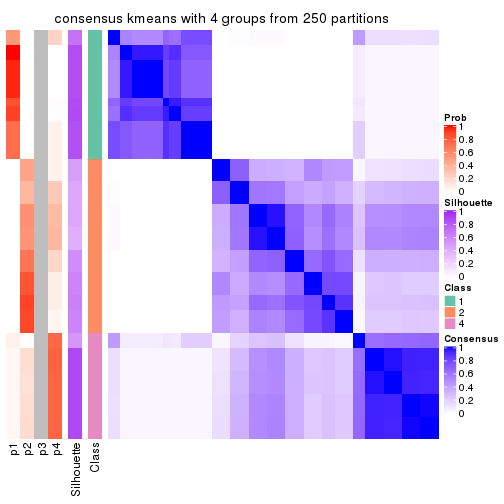 consensus kmeans with 4 groups from 250 partitions
Prob
1
0.8
0.6
0.4
0.2
0
Silhouette
1
0.8
0.6
0.4
0.2
0
Class
1
2
4
Consensus
1
0.8
0.6
0.4
0.2
0
p1
p2
p3
p4
Silhouette
Class